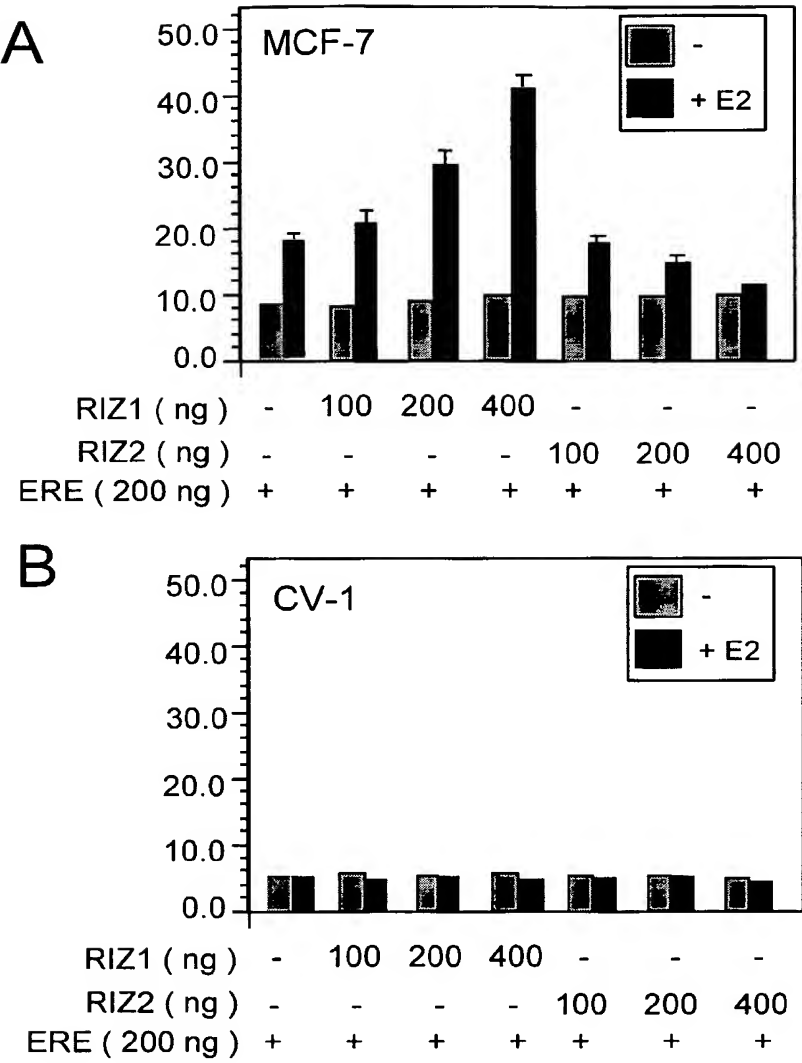 A
MCF-7
-
+ E2
50.0
40.0
30.0
20.0
10.0
0.0
RIZ1 ( ng ) - 100 200 400 - - -
RIZ2 ( ng ) - - - - 100 200 400
ERE ( 200 ng ) + + + + + + +
B
CV-1
-
+ E2
50.0
40.0
30.0
20.0
10.0
0.0
RIZ1 ( ng ) - 100 200 400 - - -
RIZ2 ( ng ) - - - - 100 200 400
ERE ( 200 ng ) + + + + + + +